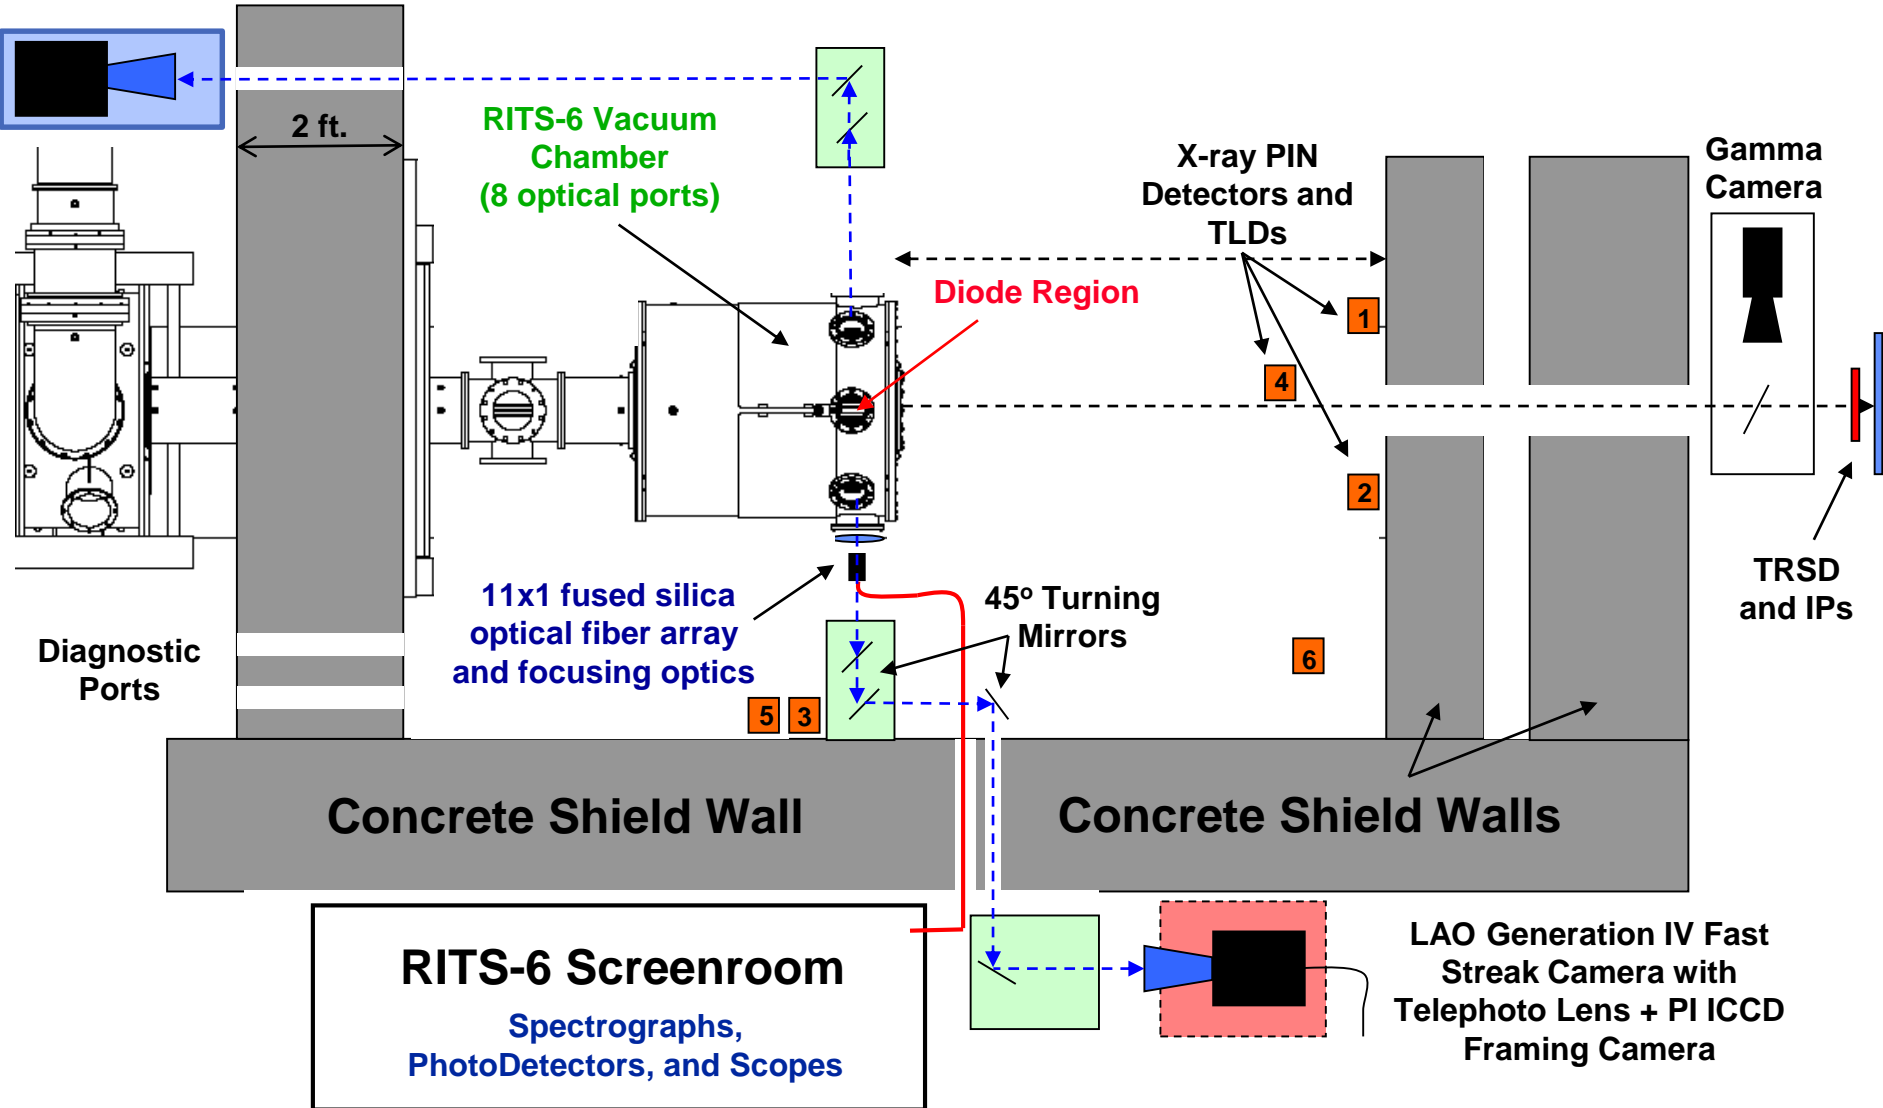 2 ft.
RITS-6 Vacuum
Chamber
(8 optical ports)
X-ray PIN
Detectors and
TLDs
Gamma
Camera
Diode Region
1
4
2
TRSD
and IPs
11x1 fused silica
optical fiber array
and focusing optics
45º Turning
Mirrors
Diagnostic
Ports
6
5
3
Concrete Shield Wall
Concrete Shield Walls
RITS-6 Screenroom
Spectrographs,
PhotoDetectors, and Scopes
LAO Generation IV Fast
Streak Camera with
Telephoto Lens + PI ICCD
Framing Camera